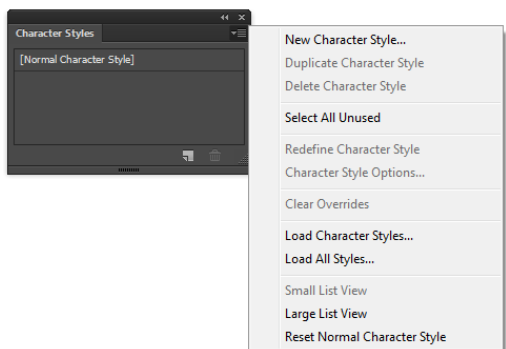 Character Styles
[Normal Character Style]
New Character Style...
Duplicate Character Style
Delete Character Style
Select All Unused
Redefine Character Style
Character Style Options...
Clear Overrides
Load Character Styles...
Load All Styles...
Small List View
Large List View
Reset Normal Character Style